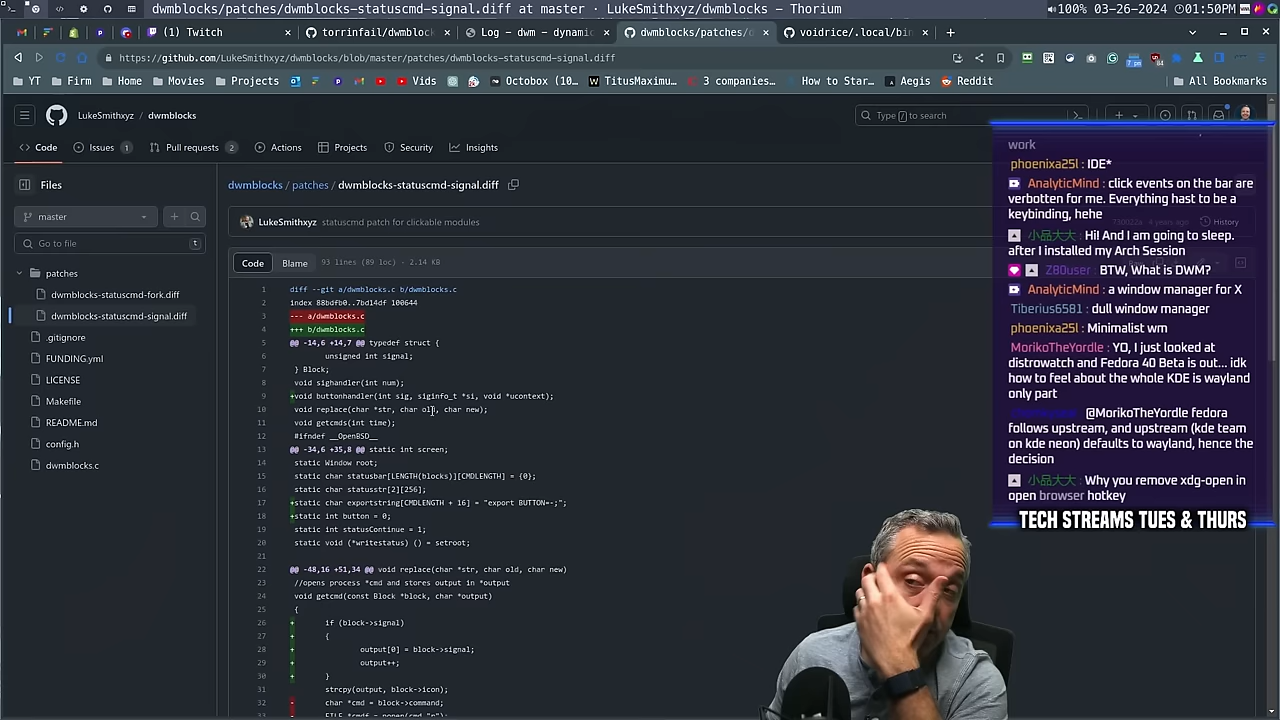 dwmblocks/patches/dwmblocks-statuscmd-signal.diff at master · LukeSmithxyz/dwmblocks - Thorium
100% 03-26-2024 01:50PM
(1) Twitch
torrinfail/dwmblock
Log - dwm - dynamic
dwmblocks/patches/d
voidrice/.local/bin
https://github.com/LukeSmithxyz/dwmblocks/blob/master/patches/dwmblocks-statuscmd-signal.diff
YT Firm Home Movies Projects Vids Octobox (10… TitusMaximu… 3 companies… How to Star… Aegis Reddit All Bookmarks
LukeSmithxyz / dwmblocks
Type / to search
Code Issues 1 Pull requests 2 Actions Projects Security Insights
Files
master
Go to file t
patches
dwmblocks-statuscmd-fork.diff
dwmblocks-statuscmd-signal.diff
.gitignore
FUNDING.yml
LICENSE
Makefile
README.md
config.h
dwmblocks.c
dwmblocks / patches / dwmblocks-statuscmd-signal.diff
LukeSmithxyz statuscmd patch for clickable modules
History
Code Blame 93 lines (89 loc) · 2.14 KB
1 diff --git a/dwmblocks.c b/dwmblocks.c
2 index 88bdfb0..7bd14df 100644
3 --- a/dwmblocks.c
4 +++ b/dwmblocks.c
5 @@ -14,6 +14,7 @@ typedef struct {
6 unsigned int signal;
7 } Block;
8 void sighandler(int num);
9 +void buttonhandler(int sig, siginfo_t *si, void *ucontext);
10 void replace(char *str, char old, char new);
11 void getcmds(int time);
12 #ifndef __OpenBSD__
13 @@ -34,6 +35,8 @@ static int screen;
14 static Window root;
15 static char statusbar[LENGTH(blocks)][CMDLENGTH] = {0};
16 static char statusstr[2][256];
17 +static char exportstring[CMDLENGTH + 16] = "export BUTTON=-;";
18 +static int button = 0;
19 static int statusContinue = 1;
20 static void (*writestatus) () = setroot;
21
22 @@ -48,16 +51,34 @@ void replace(char *str, char old, char new)
23 //opens process *cmd and stores output in *output
24 void getcmd(const Block *block, char *output)
25 {
26 + if (block->signal)
27 + {
28 + output[0] = block->signal;
29 + output++;
30 + }
31 strcpy(output, block->icon);
32 - char *cmd = block->command;
33 - FILE *cmdf = popen(cmd,"r");
work
phoenixa25l : IDE*
AnalyticMind : click events on the bar are
verbotten for me. Everything hast to be a
keybinding, hehe
小品大大 : Hi! And I am going to sleep.
after I installed my Arch Session
Z80user : BTW, What is DWM?
AnalyticMind : a window manager for X
Tiberius6581 : dull window manager
phoenixa25l : Minimalist wm
MorikoTheYordle : YO, I just looked at
distrowatch and Fedora 40 Beta is out... idk
how to feel about the whole KDE is wayland
only part
@MorikoTheYordle fedora
follows upstream, and upstream (kde team
on kde neon) defaults to wayland, hence the
decision
小品大大 : Why you remove xdg-open in
open browser hotkey
TECH STREAMS TUES & THURS